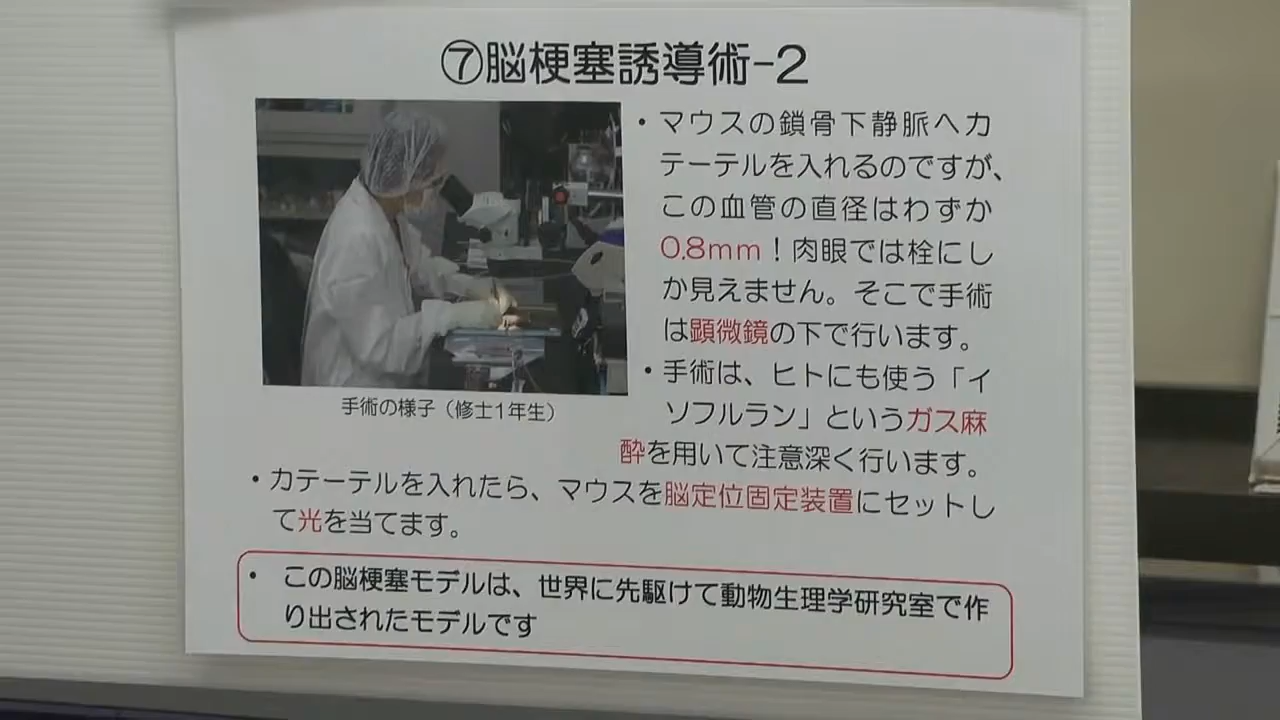 ⑦脳梗塞誘導術-2
・マウスの鎖骨下静脈へカ
テーテルを入れるのですが、
この血管の直径はわずか
0.8mm！肉眼では栓にし
か見えません。そこで手術
は顕微鏡の下で行います。
・手術は、ヒトにも使う「イ
ソフルラン」というガス麻
酔を用いて注意深く行います。
手術の様子（修士1年生）
・カテーテルを入れたら、マウスを脳定位固定装置にセットし
て光を当てます。
・この脳梗塞モデルは、世界に先駆けて動物生理学研究室で作
り出されたモデルです